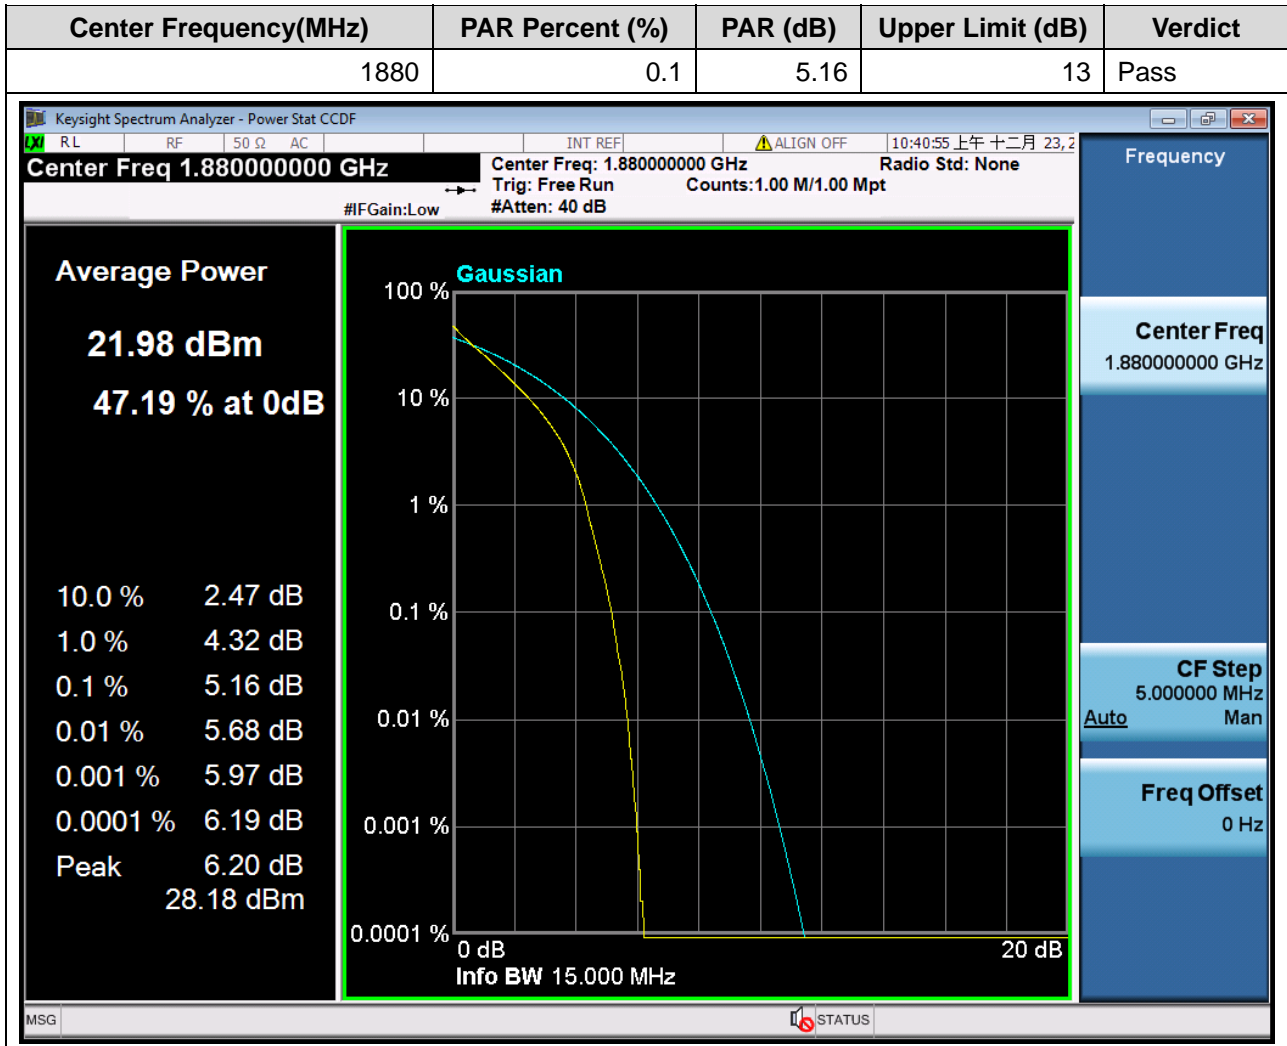 Center Frequency(MHz) PAR Percent (%) PAR (dB) Upper Limit (dB) Verdict
1880 0.1 5.16 13 Pass
Keysight Spectrum Analyzer - Power Stat CCDF
LXI RL RF 50 Ω AC INT REF ALIGN OFF 10:40:55 上午 十二月 23, 2
Center Freq 1.880000000 GHz
Center Freq: 1.880000000 GHz Radio Std: None
Trig: Free Run Counts:1.00 M/1.00 Mpt
#IFGain:Low #Atten: 40 dB
Frequency
Average Power
21.98 dBm
47.19 % at 0dB
10.0 % 2.47 dB
1.0 % 4.32 dB
0.1 % 5.16 dB
0.01 % 5.68 dB
0.001 % 5.97 dB
0.0001 % 6.19 dB
Peak 6.20 dB
28.18 dBm
Gaussian
100 %
10 %
1 %
0.1 %
0.01 %
0.001 %
0.0001 %
0 dB 20 dB
Info BW 15.000 MHz
Center Freq
1.880000000 GHz
CF Step
5.000000 MHz
Auto Man
Freq Offset
0 Hz
MSG STATUS